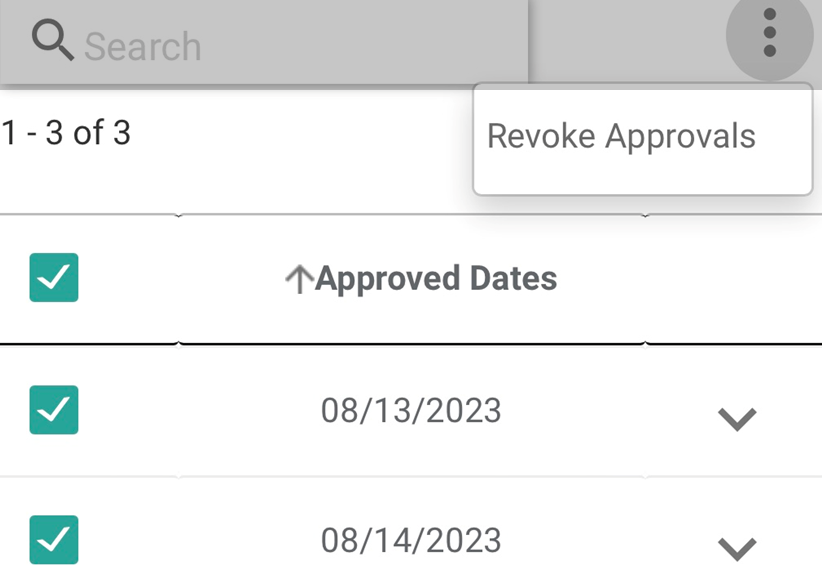 Search
1 - 3 of 3
Revoke Approvals
Approved Dates
08/13/2023
08/14/2023